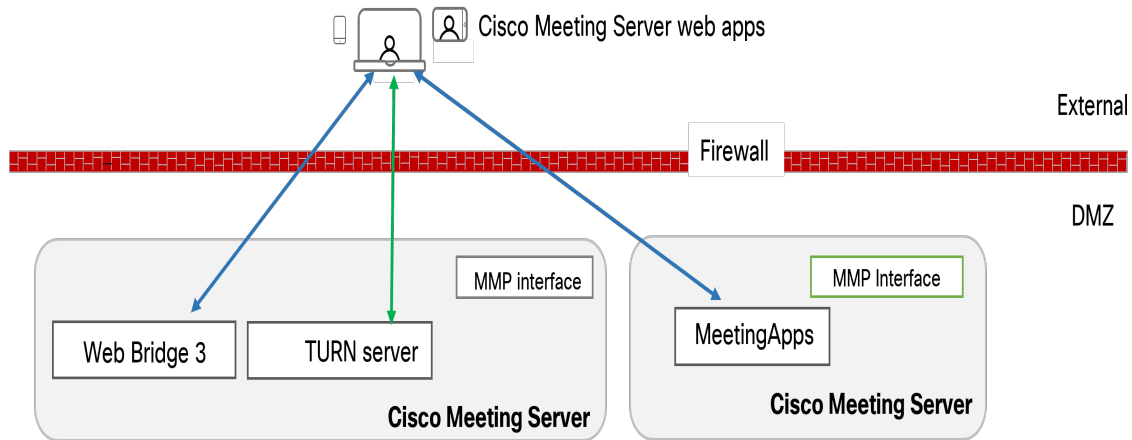 Cisco Meeting Server web apps
External
Firewall
DMZ
MMP interface
Web Bridge 3
TURN server
Cisco Meeting Server
MMP Interface
MeetingApps
Cisco Meeting Server